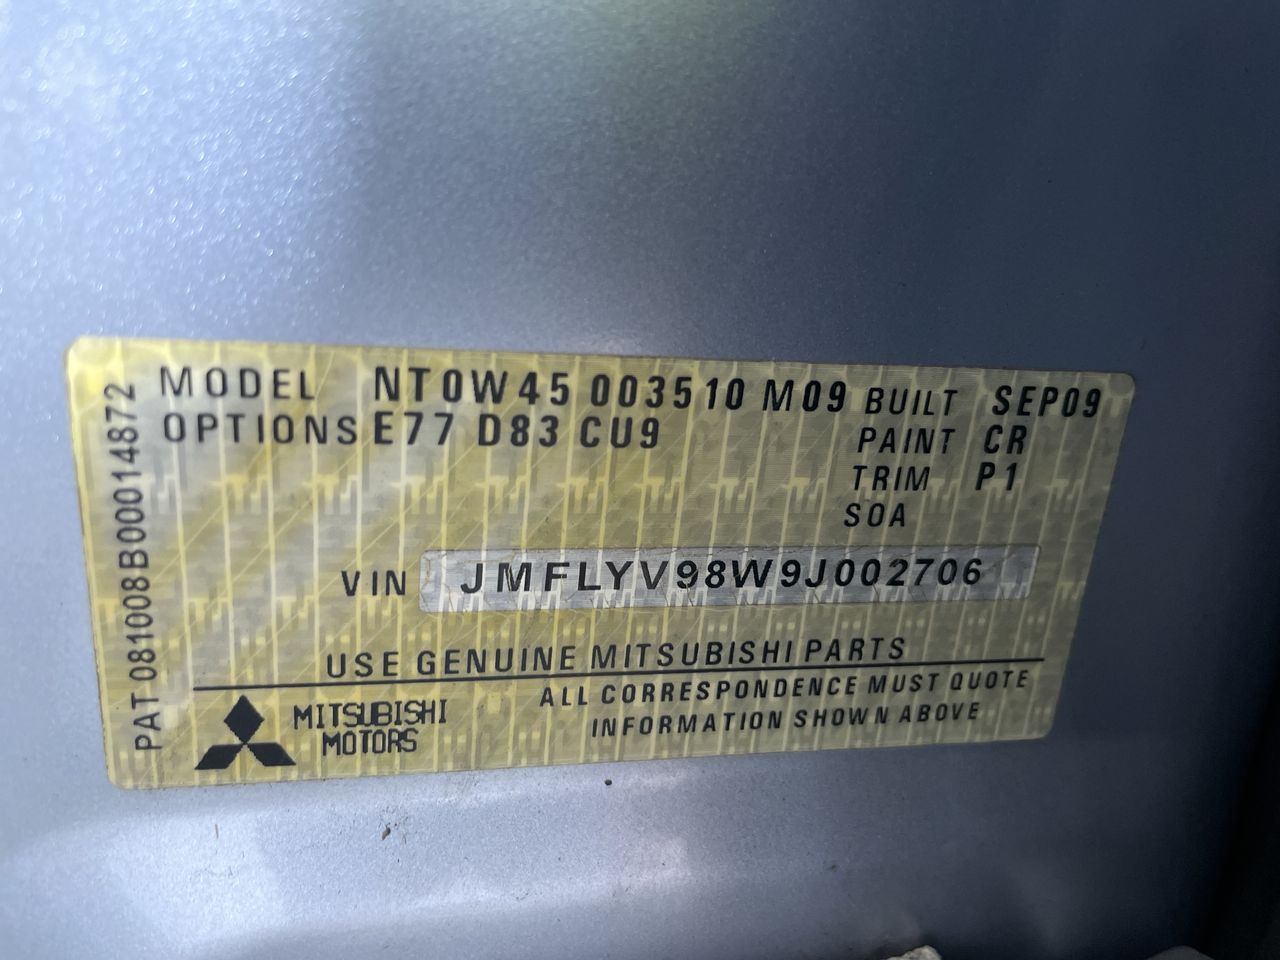 MODEL NT0W45 003510 M09 BUILT SEP09
OPTIONS E77 D83 CU9 PAINT CR
TRIM P1
SOA
VIN JMFLYV98W9J002706
USE GENUINE MITSUBISHI PARTS
ALL CORRESPONDENCE MUST QUOTE
INFORMATION SHOWN ABOVE
MITSUBISHI
MOTORS
PAT 081008B00014872